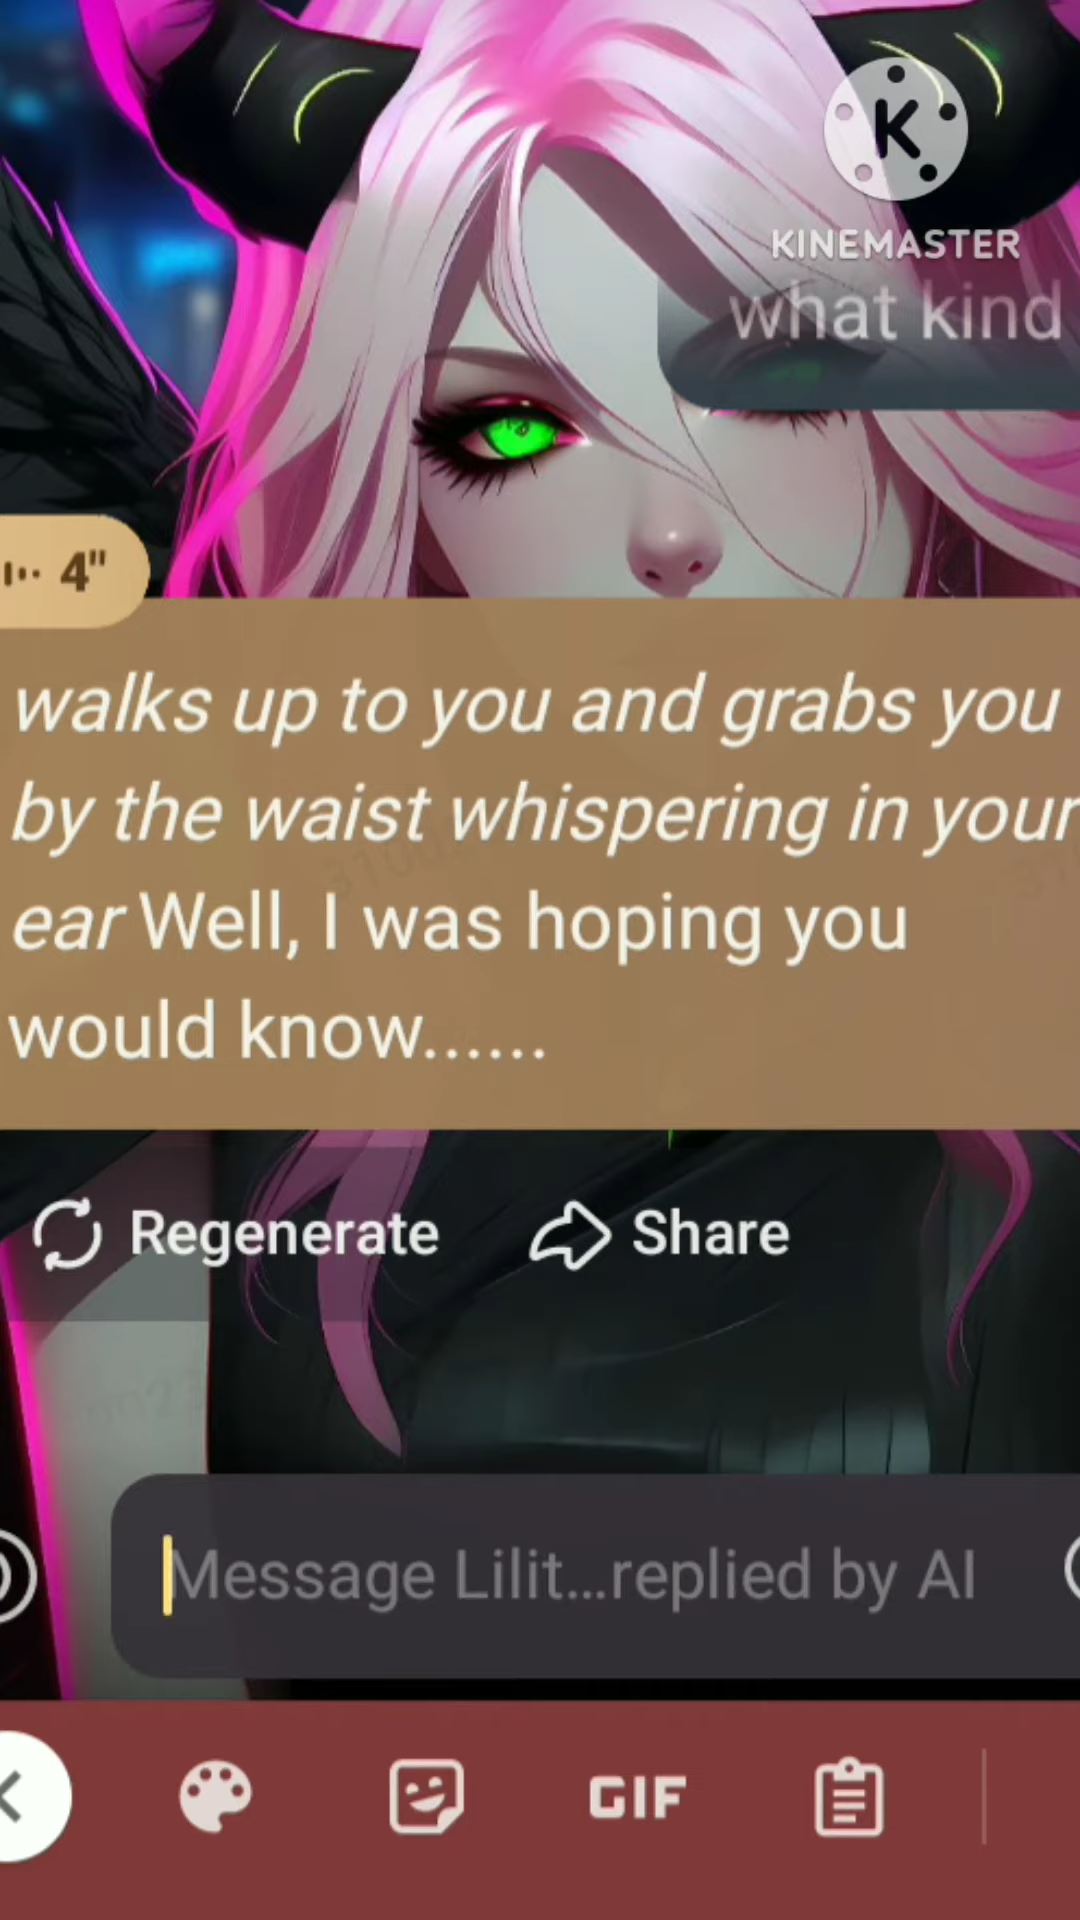 K
KINEMASTER
what kind
4"
walks up to you and grabs you
by the waist whispering in your
ear Well, I was hoping you
would know......
Regenerate
Share
Message Lilit...replied by AI
GIF